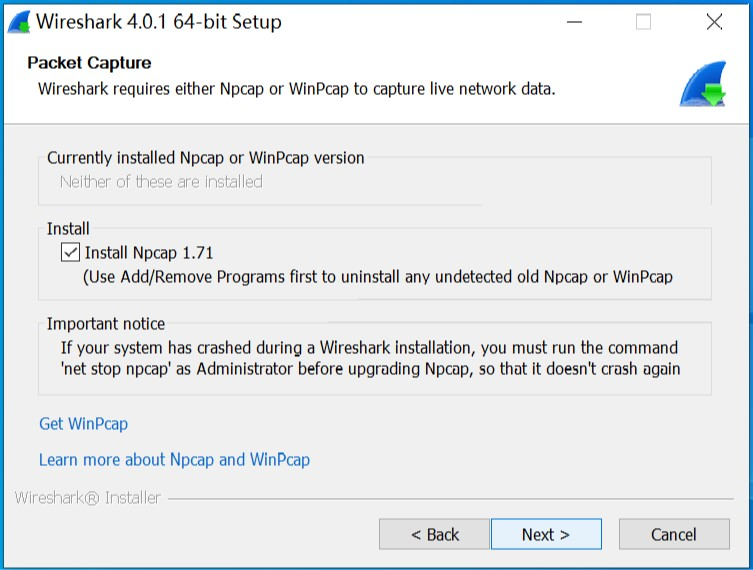 Wireshark 4.0.1 64-bit Setup
Packet Capture
Wireshark requires either Npcap or WinPcap to capture live network data.
Currently installed Npcap or WinPcap version
Neither of these are installed
Install
Install Npcap 1.71
(Use Add/Remove Programs first to uninstall any undetected old Npcap or WinPcap
Important notice
If your system has crashed during a Wireshark installation, you must run the command
'net stop npcap' as Administrator before upgrading Npcap, so that it doesn't crash again
Get WinPcap
Learn more about Npcap and WinPcap
Wireshark® Installer
< Back
Next >
Cancel